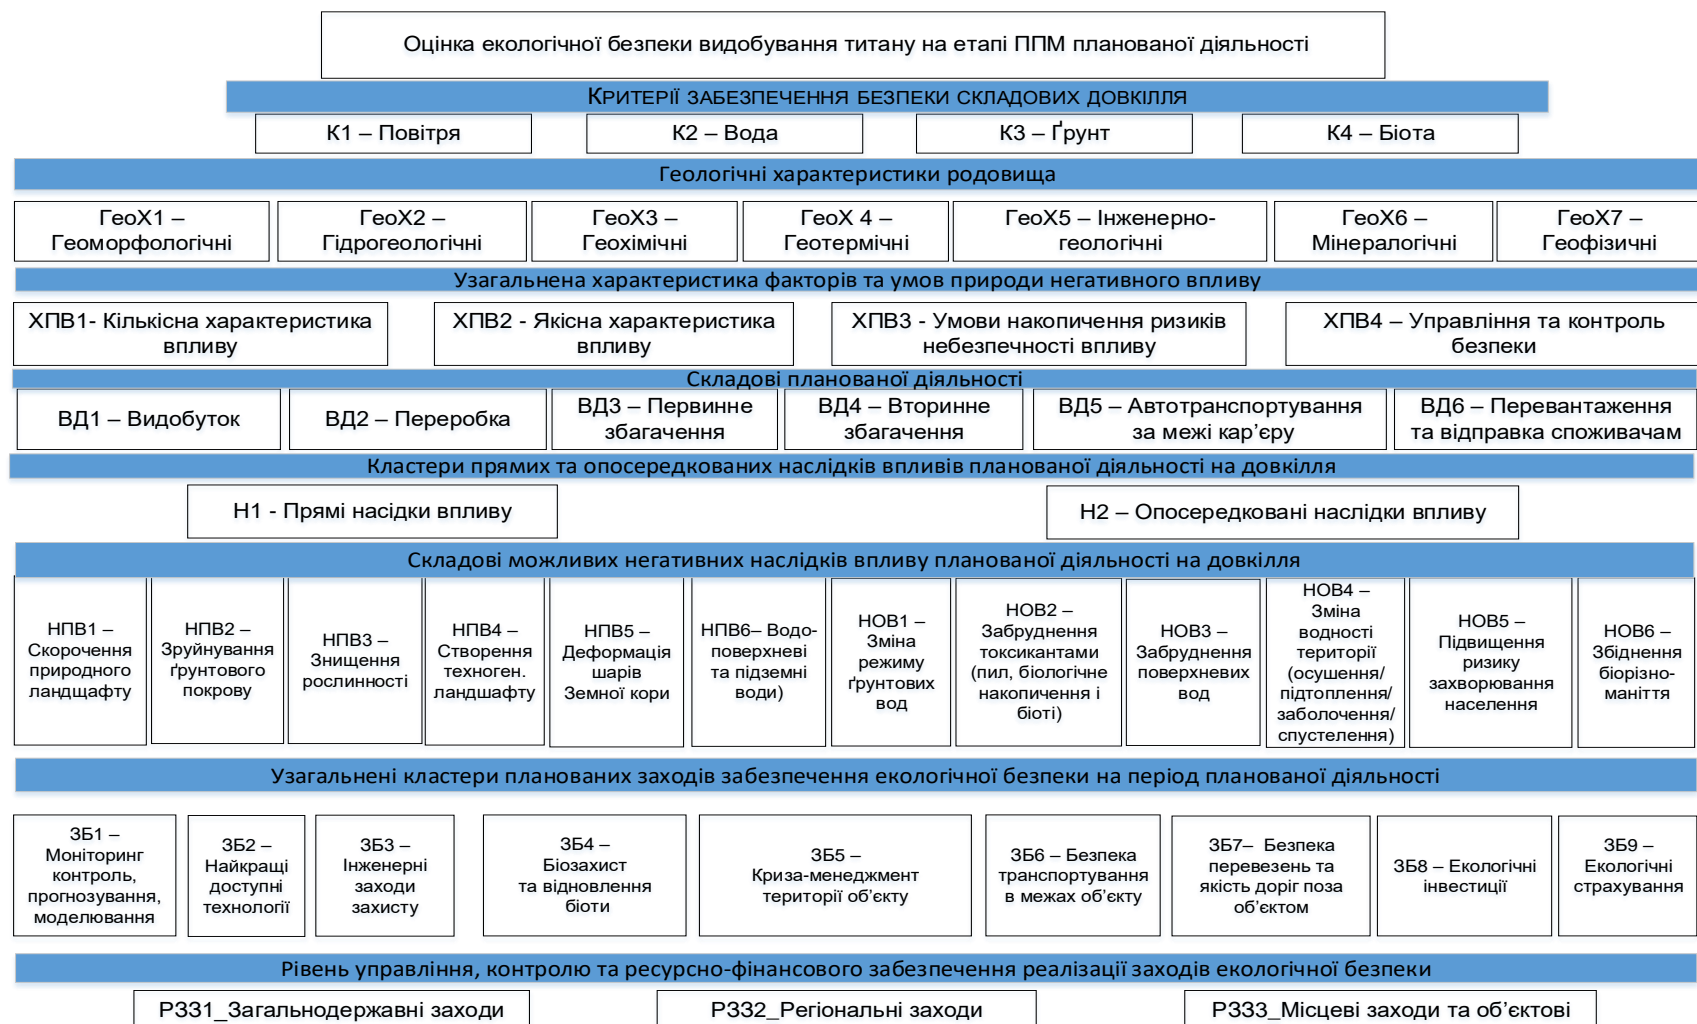 Оцінка екологічної безпеки видобування титану на етапі ППМ планованої діяльності
КРИТЕРІЇ ЗАБЕЗПЕЧЕННЯ БЕЗПЕКИ СКЛАДОВИХ ДОВКІЛЛЯ
К1 – Повітря
К2 – Вода
К3 – Ґрунт
К4 – Біота
Геологічні характеристики родовища
ГеоХ1 –
Геоморфологічні
ГеоХ2 –
Гідрогеологічні
ГеоХ3 –
Геохімічні
ГеоХ 4 –
Геотермічні
ГеоХ5 – Інженерно-
геологічні
ГеоХ6 –
Мінералогічні
ГеоХ7 –
Геофізичні
Узагальнена характеристика факторів та умов природи негативного впливу
ХПВ1- Кількісна характеристика
впливу
ХПВ2 - Якісна характеристика
впливу
ХПВ3 - Умови накопичення ризиків
небезпечності впливу
ХПВ4 – Управління та контроль
безпеки
Складові планованої діяльності
ВД1 – Видобуток
ВД2 – Переробка
ВД3 – Первинне
збагачення
ВД4 – Вторинне
збагачення
ВД5 – Автотранспортування
за межі кар’єру
ВД6 – Перевантаження
та відправка споживачам
Кластери прямих та опосередкованих наслідків впливів планованої діяльності на довкілля
Н1 - Прямі насідки впливу
Н2 – Опосередковані наслідки впливу
Складові можливих негативних наслідків впливу планованої діяльності на довкілля
НПВ1 –
Скорочення
природного
ландщафту
НПВ2 –
Зруйнування
ґрунтового
покрову
НПВ3 –
Знищення
рослинності
НПВ4 –
Створення
техноген.
ландшафту
НПВ5 –
Деформація
шарів
Земної кори
НПВ6– Водо-
поверхневі
та підземні
води)
НОВ1 –
Зміна
режиму
ґрунтових
вод
НОВ2 –
Забруднення
токсикантами
(пил, біологічне
накопичення і
біоті)
НОВ3 –
Забруднення
поверхневих
вод
НОВ4 –
Зміна
водності
території
(осушення/
підтоплення/
заболочення/
спустелення)
НОВ5 –
Підвищення
ризику
захворювання
населення
НОВ6 –
Збіднення
біорізно-
маніття
Узагальнені кластери планованих заходів забезпечення екологічної безпеки на період планованої діяльності
ЗБ1 –
Моніторинг
контроль,
прогнозування,
моделювання
ЗБ2 –
Найкращі
доступні
технології
ЗБ3 –
Інженерні
заходи
захисту
ЗБ4 –
Біозахист
та відновлення
біоти
ЗБ5 –
Криза-менеджмент
території об’єкту
ЗБ6 – Безпека
транспортування
в межах об’єкту
ЗБ7– Безпека
перевезень та
якість доріг поза
об’єктом
ЗБ8 – Екологічні
інвестиції
ЗБ9 –
Екологічні
страхування
Рівень управління, контролю та ресурсно-фінансового забезпечення реалізації заходів екологічної безпеки
РЗЗ1_Загальнодержавні заходи
РЗЗ2_Регіональні заходи
РЗЗ3_Місцеві заходи та об’єктові